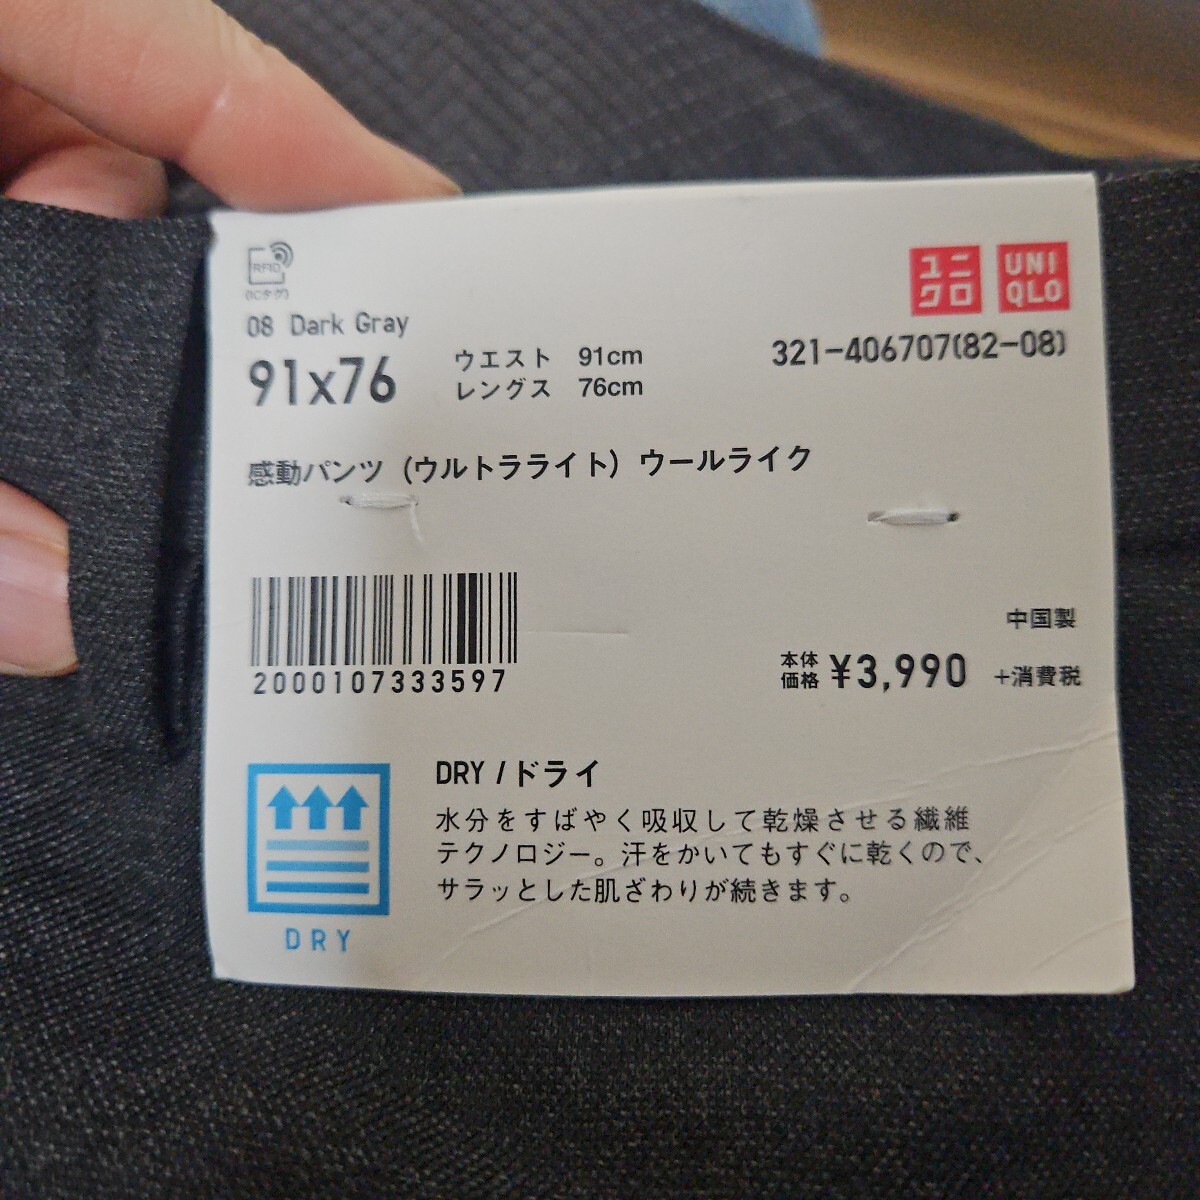 RFID
(ICタグ)
ユニクロ
UNIQLO
08 Dark Gray
321-406707(82-08)
91x76
ウエスト 91cm
レングス 76cm
感動パンツ (ウルトラライト) ウールライク
2000107333597
中国製
本体価格 ¥3,990 +消費税
DRY
DRY / ドライ
水分をすばやく吸収して乾燥させる繊維
テクノロジー。汗をかいてもすぐに乾くので、
サラッとした肌ざわりが続きます。